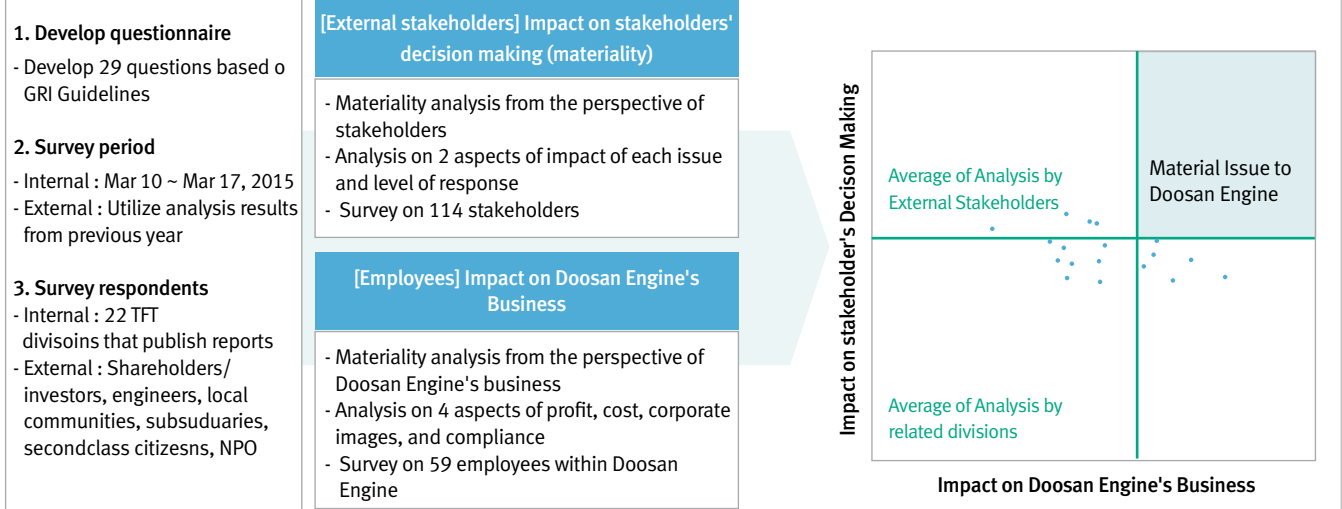 1. Develop questionnaire
- Develop 29 questions based o
GRI Guidelines
2. Survey period
- Internal : Mar 10 ~ Mar 17, 2015
- External : Utilize analysis results
from previous year
3. Survey respondents
- Internal : 22 TFT
divisoins that publish reports
- External : Shareholders/
investors, engineers, local
communities, subsuduaries,
secondclass citizesns, NPO
[External stakeholders] Impact on stakeholders'
decision making (materiality)
- Materiality analysis from the perspective of
stakeholders
- Analysis on 2 aspects of impact of each issue
and level of response
- Survey on 114 stakeholders
[Employees] Impact on Doosan Engine's
Business
- Materiality analysis from the perspective of
Doosan Engine's business
- Analysis on 4 aspects of profit, cost, corporate
images, and compliance
- Survey on 59 employees within Doosan
Engine
Impact on stakeholder's Decison Making
Average of Analysis by
External Stakeholders
Material Issue to
Doosan Engine
Average of Analysis by
related divisions
Impact on Doosan Engine's Business